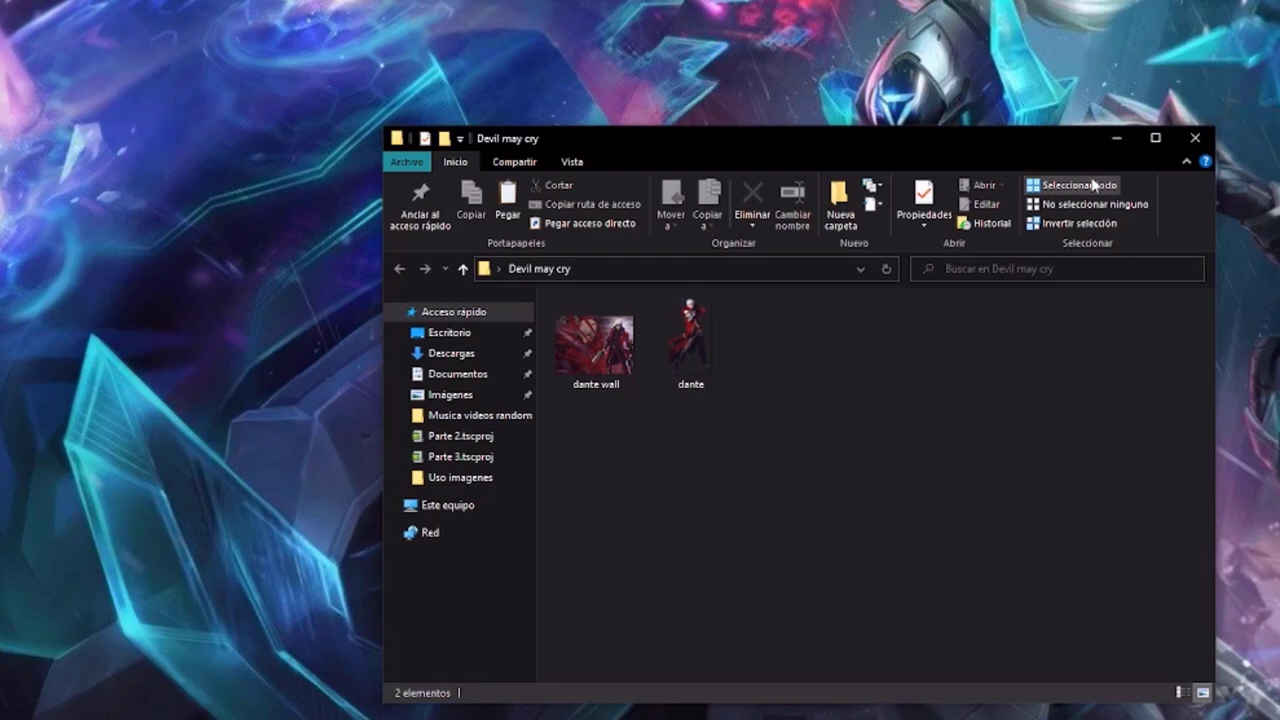 Devil may cry
Archivo Inicio Compartir Vista
Anclar al acceso rápido
Copiar
Pegar
Cortar
Copiar ruta de acceso
Pegar acceso directo
Portapapeles
Mover a
Copiar a
Eliminar
Cambiar nombre
Organizar
Nueva carpeta
Nuevo
Propiedades
Abrir
Editar
Historial
Abrir
Seleccionar todo
No seleccionar ninguno
Invertir selección
Seleccionar
Devil may cry
Buscar en Devil may cry
Acceso rápido
Escritorio
Descargas
Documentos
Imágenes
Musica videos random
Parte 2.tscproj
Parte 3.tscproj
Uso imagenes
Este equipo
Red
dante wall
dante
2 elementos